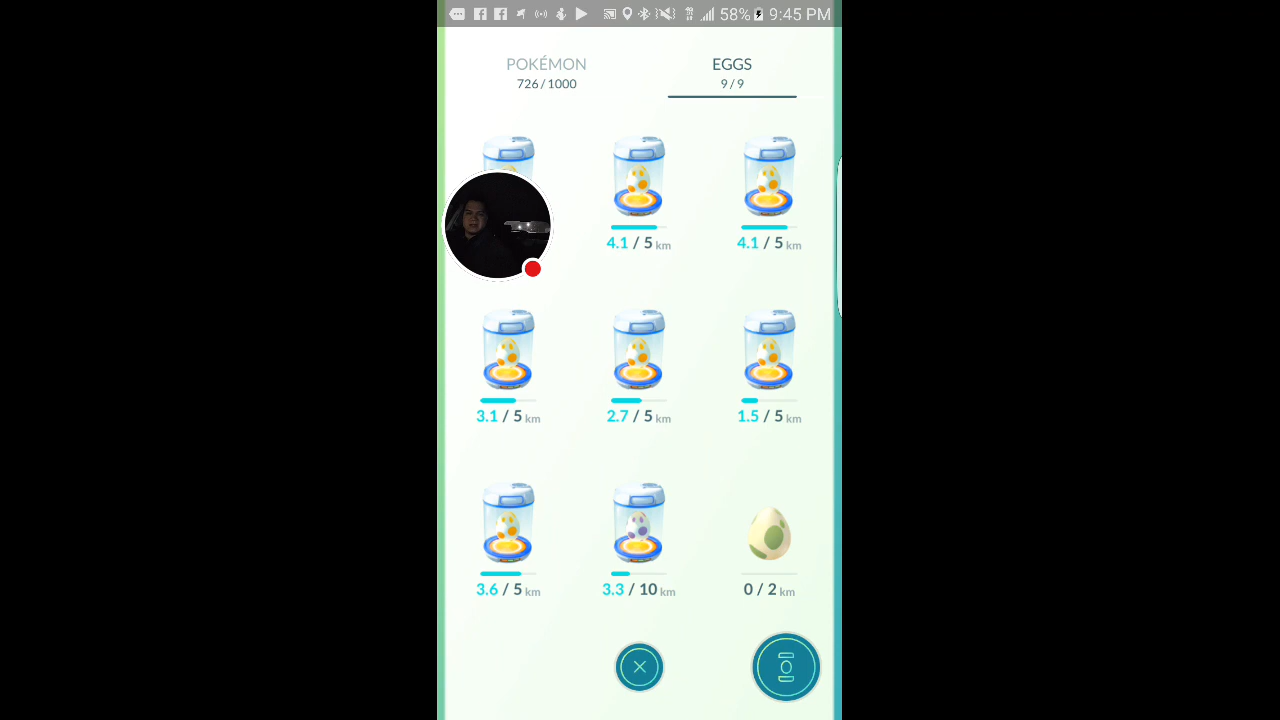 58% 9:45 PM
POKÉMON
726 / 1000
EGGS
9 / 9
4.1 / 5 km
4.1 / 5 km
3.1 / 5 km
2.7 / 5 km
1.5 / 5 km
3.6 / 5 km
3.3 / 10 km
0 / 2 km